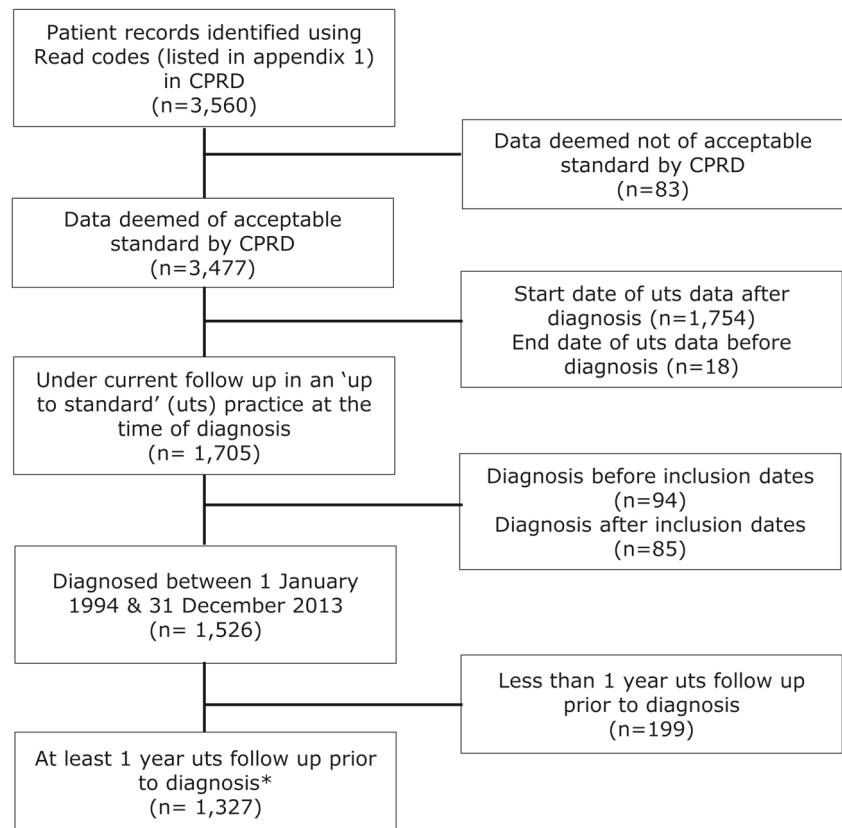 Patient records identified using
Read codes (listed in appendix 1)
in CPRD
(n=3,560)
Data deemed not of acceptable
standard by CPRD
(n=83)
Data deemed of acceptable
standard by CPRD
(n=3,477)
Start date of uts data after
diagnosis (n=1,754)
End date of uts data before
diagnosis (n=18)
Under current follow up in an ‘up
to standard’ (uts) practice at the
time of diagnosis
(n= 1,705)
Diagnosis before inclusion dates
(n=94)
Diagnosis after inclusion dates
(n=85)
Diagnosed between 1 January
1994 & 31 December 2013
(n= 1,526)
Less than 1 year uts follow up
prior to diagnosis
(n=199)
At least 1 year uts follow up prior
to diagnosis*
(n= 1,327)